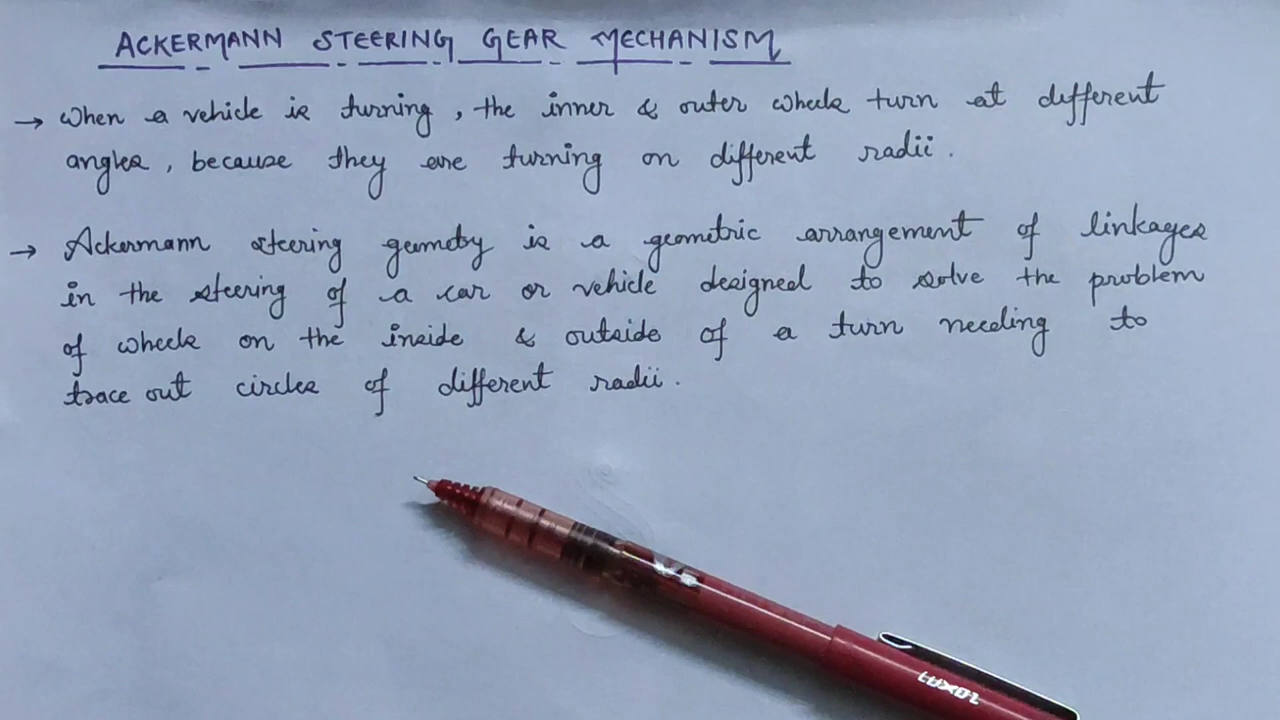 ACKERMANN STEERING GEAR MECHANISM
→ When a vehicle is turning, the inner & outer wheels turn at different
angles, because they are turning on different radii.
→ Ackermann steering geometry is a geometric arrangement of linkages
in the steering of a car or vehicle designed to solve the problem
of wheels on the inside & outside of a turn needing to
trace out circles of different radii.
V5
LUXOR